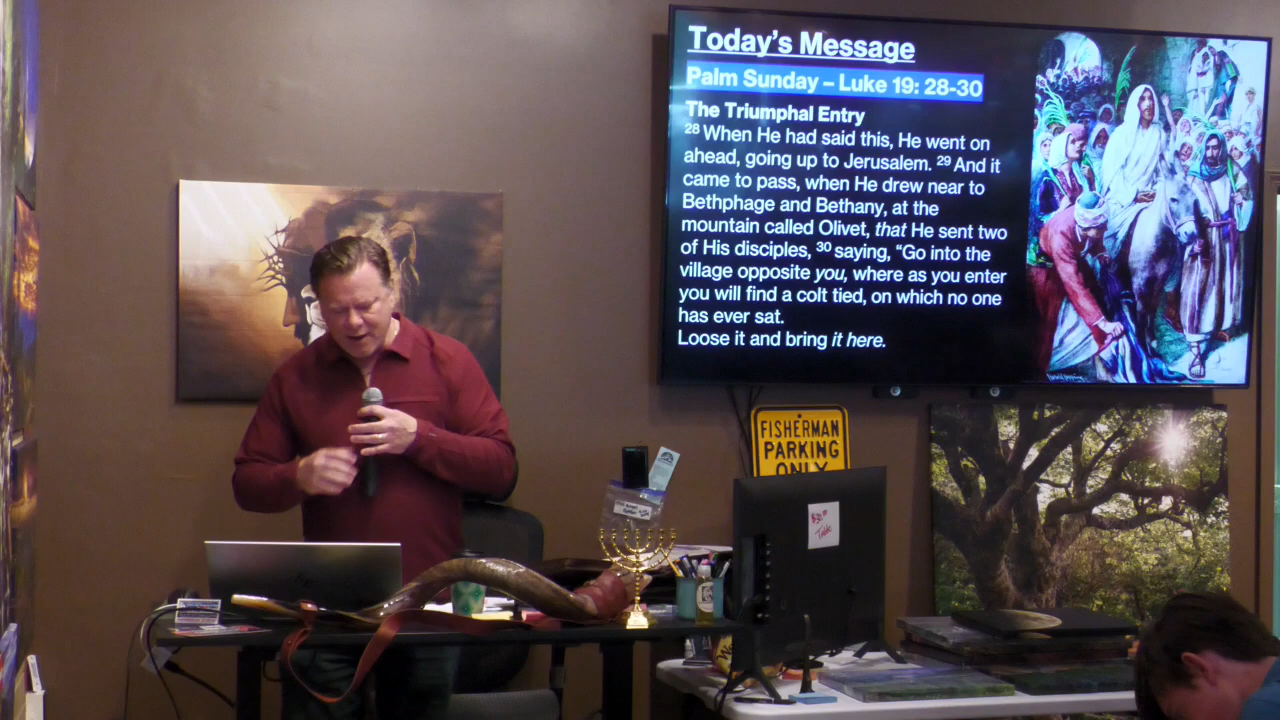 Today's Message
Palm Sunday – Luke 19: 28-30
The Triumphal Entry
28 When He had said this, He went on
ahead, going up to Jerusalem. 29 And it
came to pass, when He drew near to
Bethphage and Bethany, at the
mountain called Olivet, that He sent two
of His disciples, 30 saying, “Go into the
village opposite you, where as you enter
you will find a colt tied, on which no one
has ever sat.
Loose it and bring it here.
FISHERMAN
PARKING
ONLY
Table